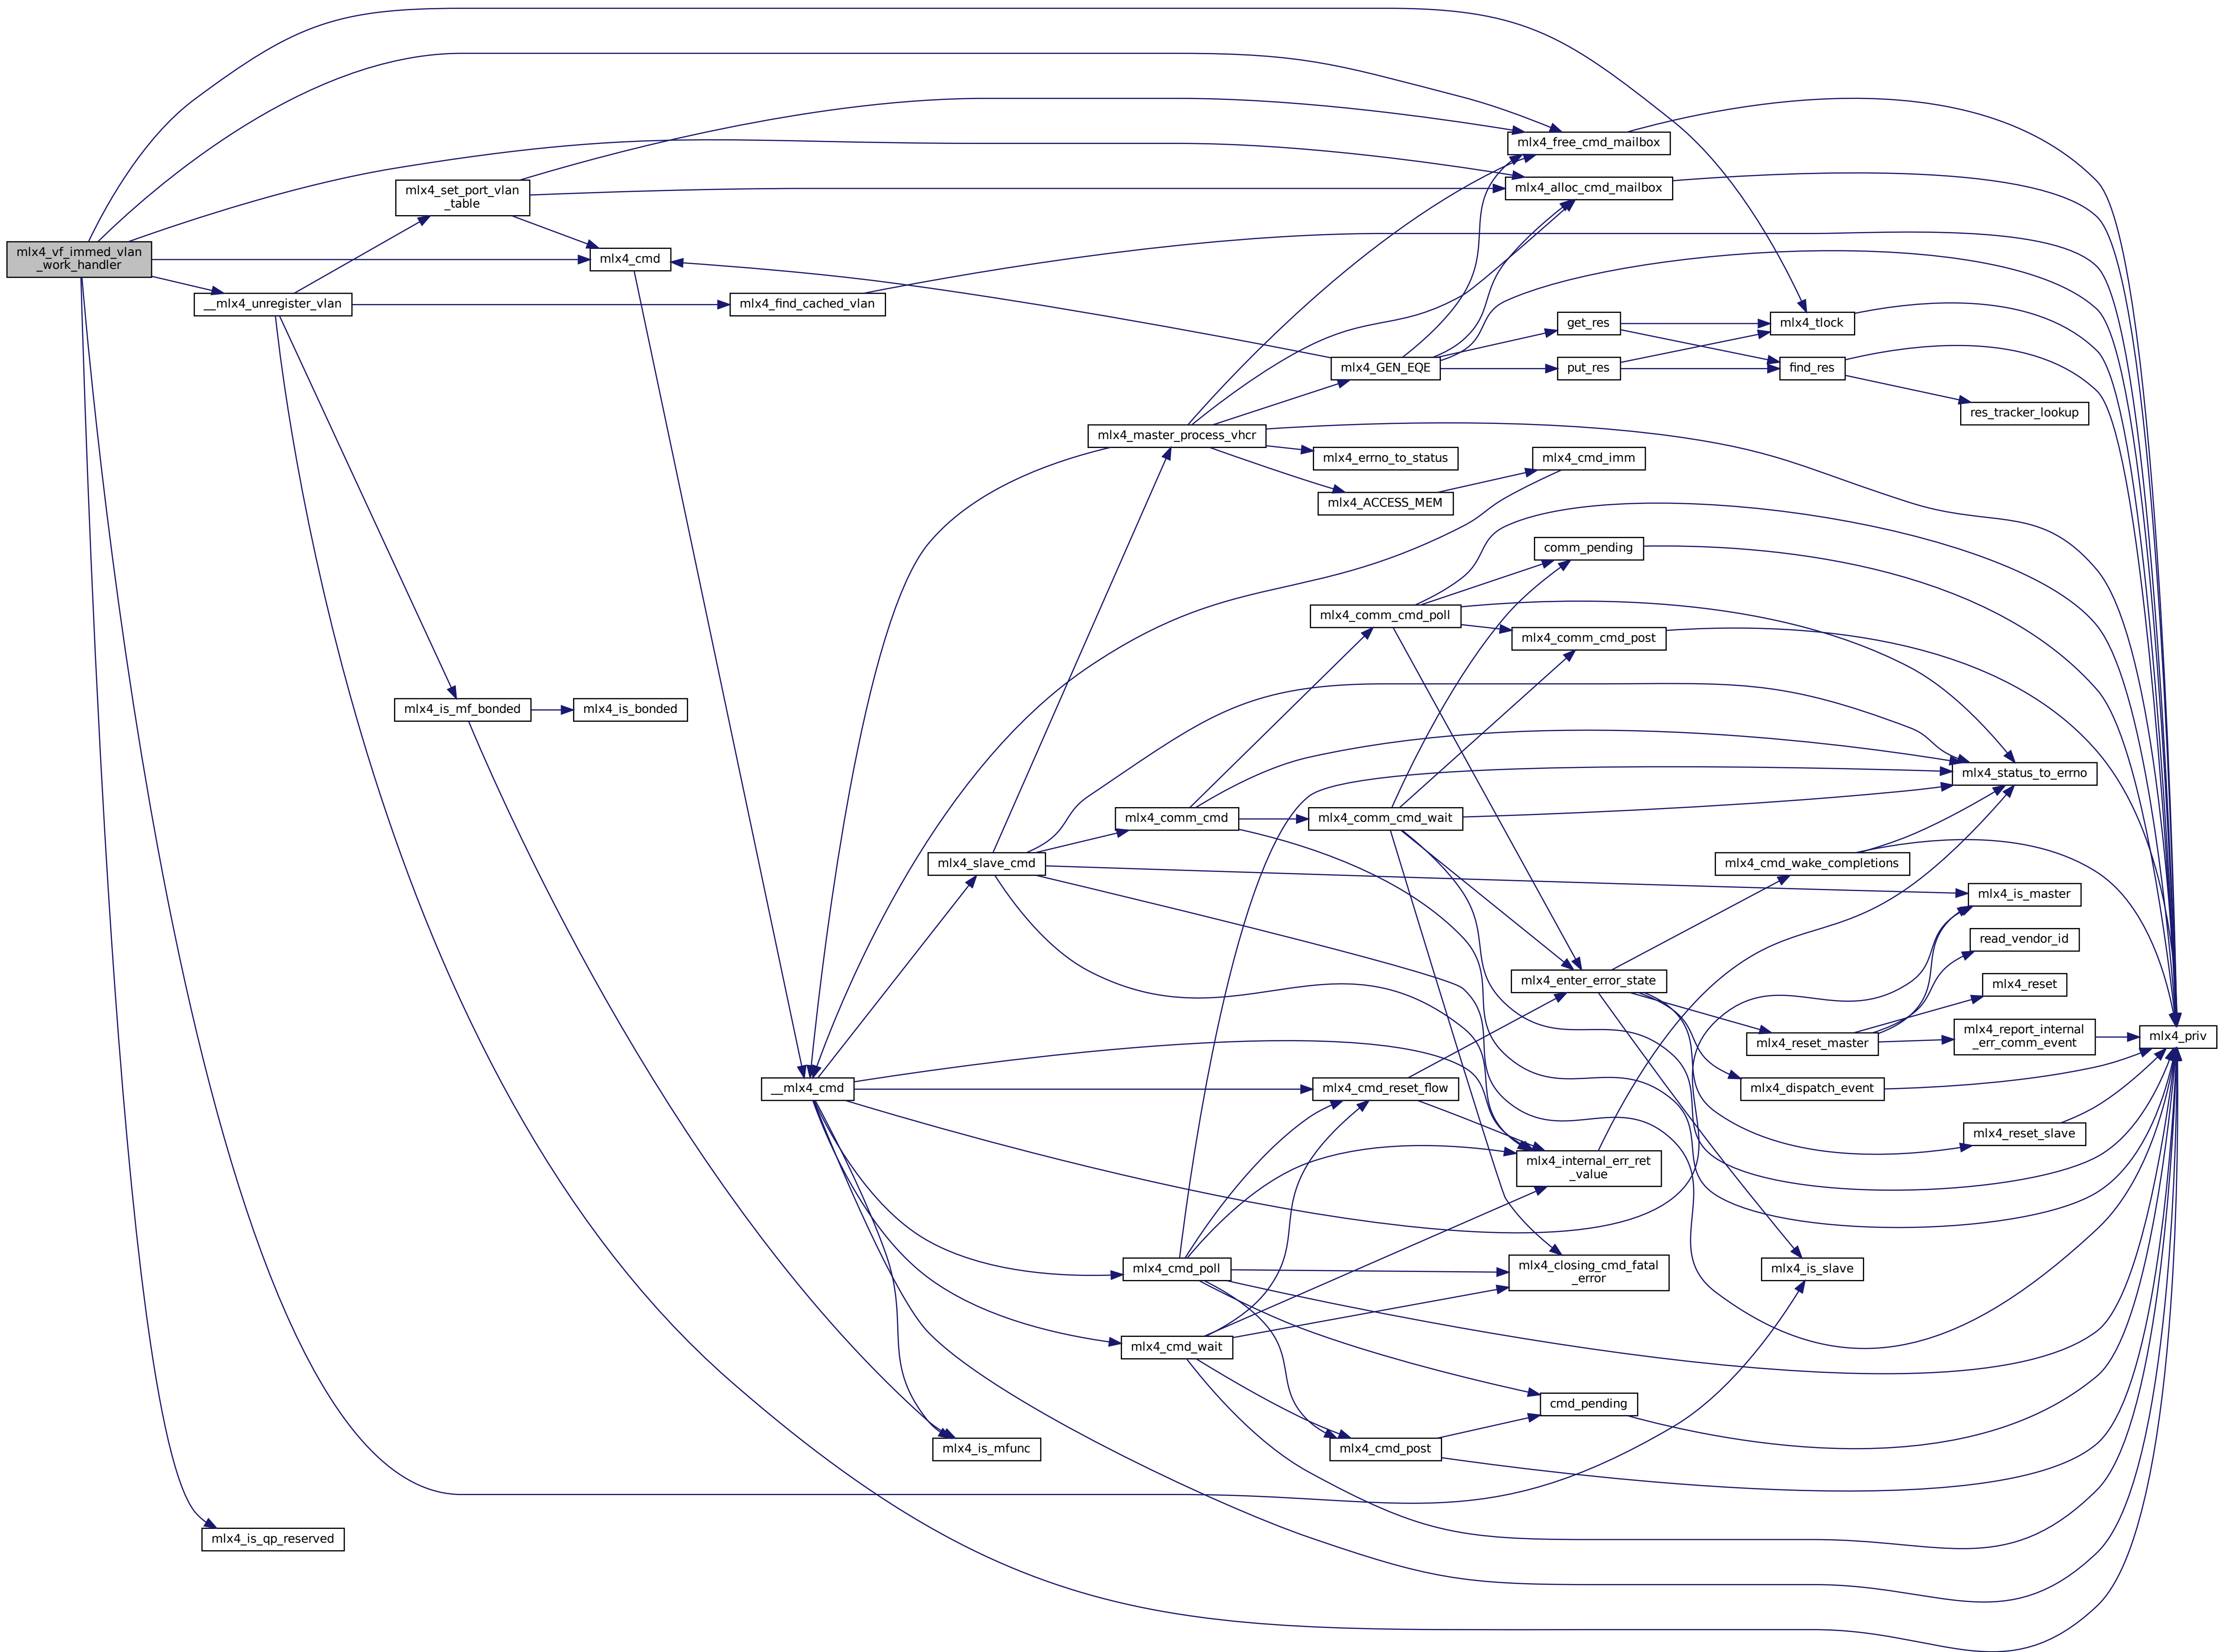 mlx4_free_cmd_mailbox
mlx4_set_port_vlan
_table
mlx4_alloc_cmd_mailbox
mlx4_vf_immed_vlan
_work_handler
mlx4_cmd
__mlx4_unregister_vlan
mlx4_find_cached_vlan
get_res
mlx4_tlock
mlx4_GEN_EQE
put_res
find_res
res_tracker_lookup
mlx4_master_process_vhcr
mlx4_errno_to_status
mlx4_cmd_imm
mlx4_ACCESS_MEM
comm_pending
mlx4_comm_cmd_poll
mlx4_comm_cmd_post
mlx4_is_mf_bonded
mlx4_is_bonded
mlx4_status_to_errno
mlx4_comm_cmd
mlx4_comm_cmd_wait
mlx4_slave_cmd
mlx4_cmd_wake_completions
mlx4_is_master
read_vendor_id
mlx4_enter_error_state
mlx4_reset
mlx4_reset_master
mlx4_report_internal
_err_comm_event
mlx4_priv
__mlx4_cmd
mlx4_cmd_reset_flow
mlx4_dispatch_event
mlx4_reset_slave
mlx4_internal_err_ret
_value
mlx4_cmd_poll
mlx4_closing_cmd_fatal
_error
mlx4_is_slave
mlx4_cmd_wait
cmd_pending
mlx4_is_mfunc
mlx4_cmd_post
mlx4_is_qp_reserved